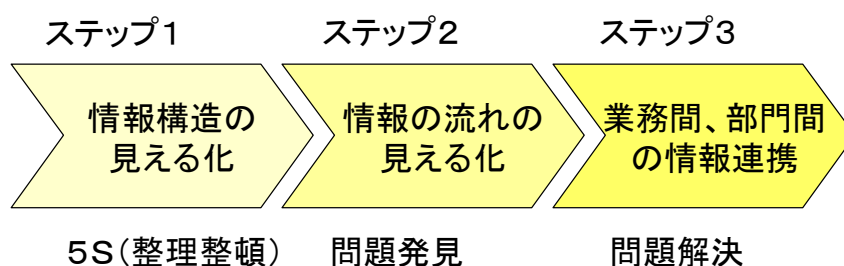 ステップ1
ステップ2
ステップ3
情報構造の
見える化
情報の流れの
見える化
業務間、部門間
の情報連携
5S(整理整頓)
問題発見
問題解決